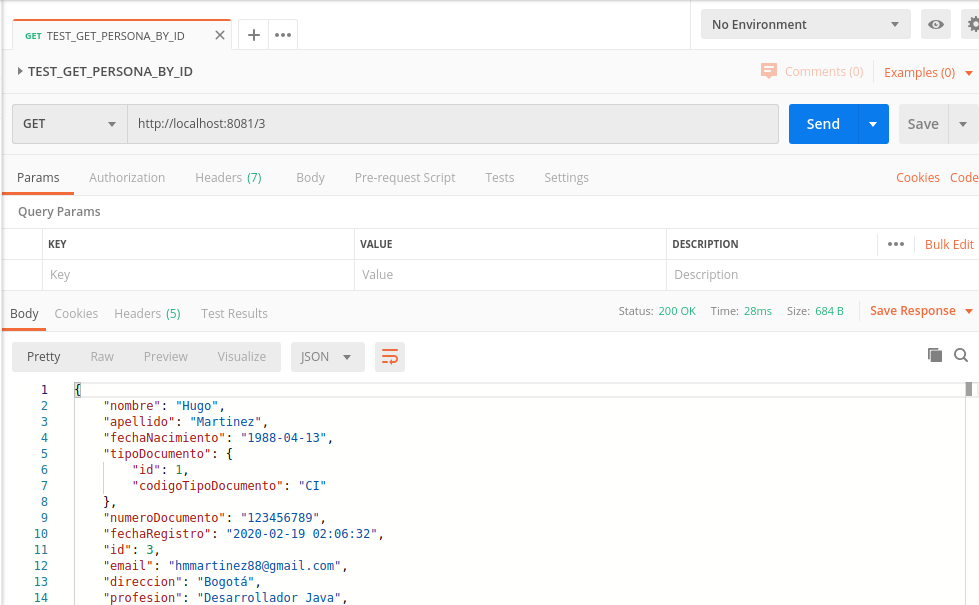 GET TEST_GET_PERSONA_BY_ID
No Environment
TEST_GET_PERSONA_BY_ID
Comments (0)
Examples (0)
GET
http://localhost:8081/3
Send
Save
Params Authorization Headers (7) Body Pre-request Script Tests Settings
Cookies Code
Query Params
KEY VALUE DESCRIPTION
Bulk Edit
Key Value Description
Body Cookies Headers (5) Test Results
Status: 200 OK Time: 28ms Size: 684 B
Save Response
Pretty Raw Preview Visualize JSON
1 {
2 "nombre": "Hugo",
3 "apellido": "Martinez",
4 "fechaNacimiento": "1988-04-13",
5 "tipoDocumento": {
6 "id": 1,
7 "codigoTipoDocumento": "CI"
8 },
9 "numeroDocumento": "123456789",
10 "fechaRegistro": "2020-02-19 02:06:32",
11 "id": 3,
12 "email": "hmmartinez88@gmail.com",
13 "direccion": "Bogotá",
14 "profesion": "Desarrollador Java",